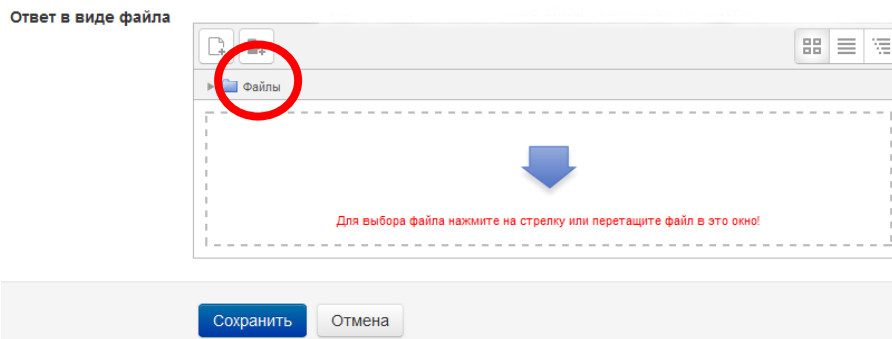 Ответ в виде файла
Файлы
Для выбора файла нажмите на стрелку или перетащите файл в это окно!
Сохранить
Отмена